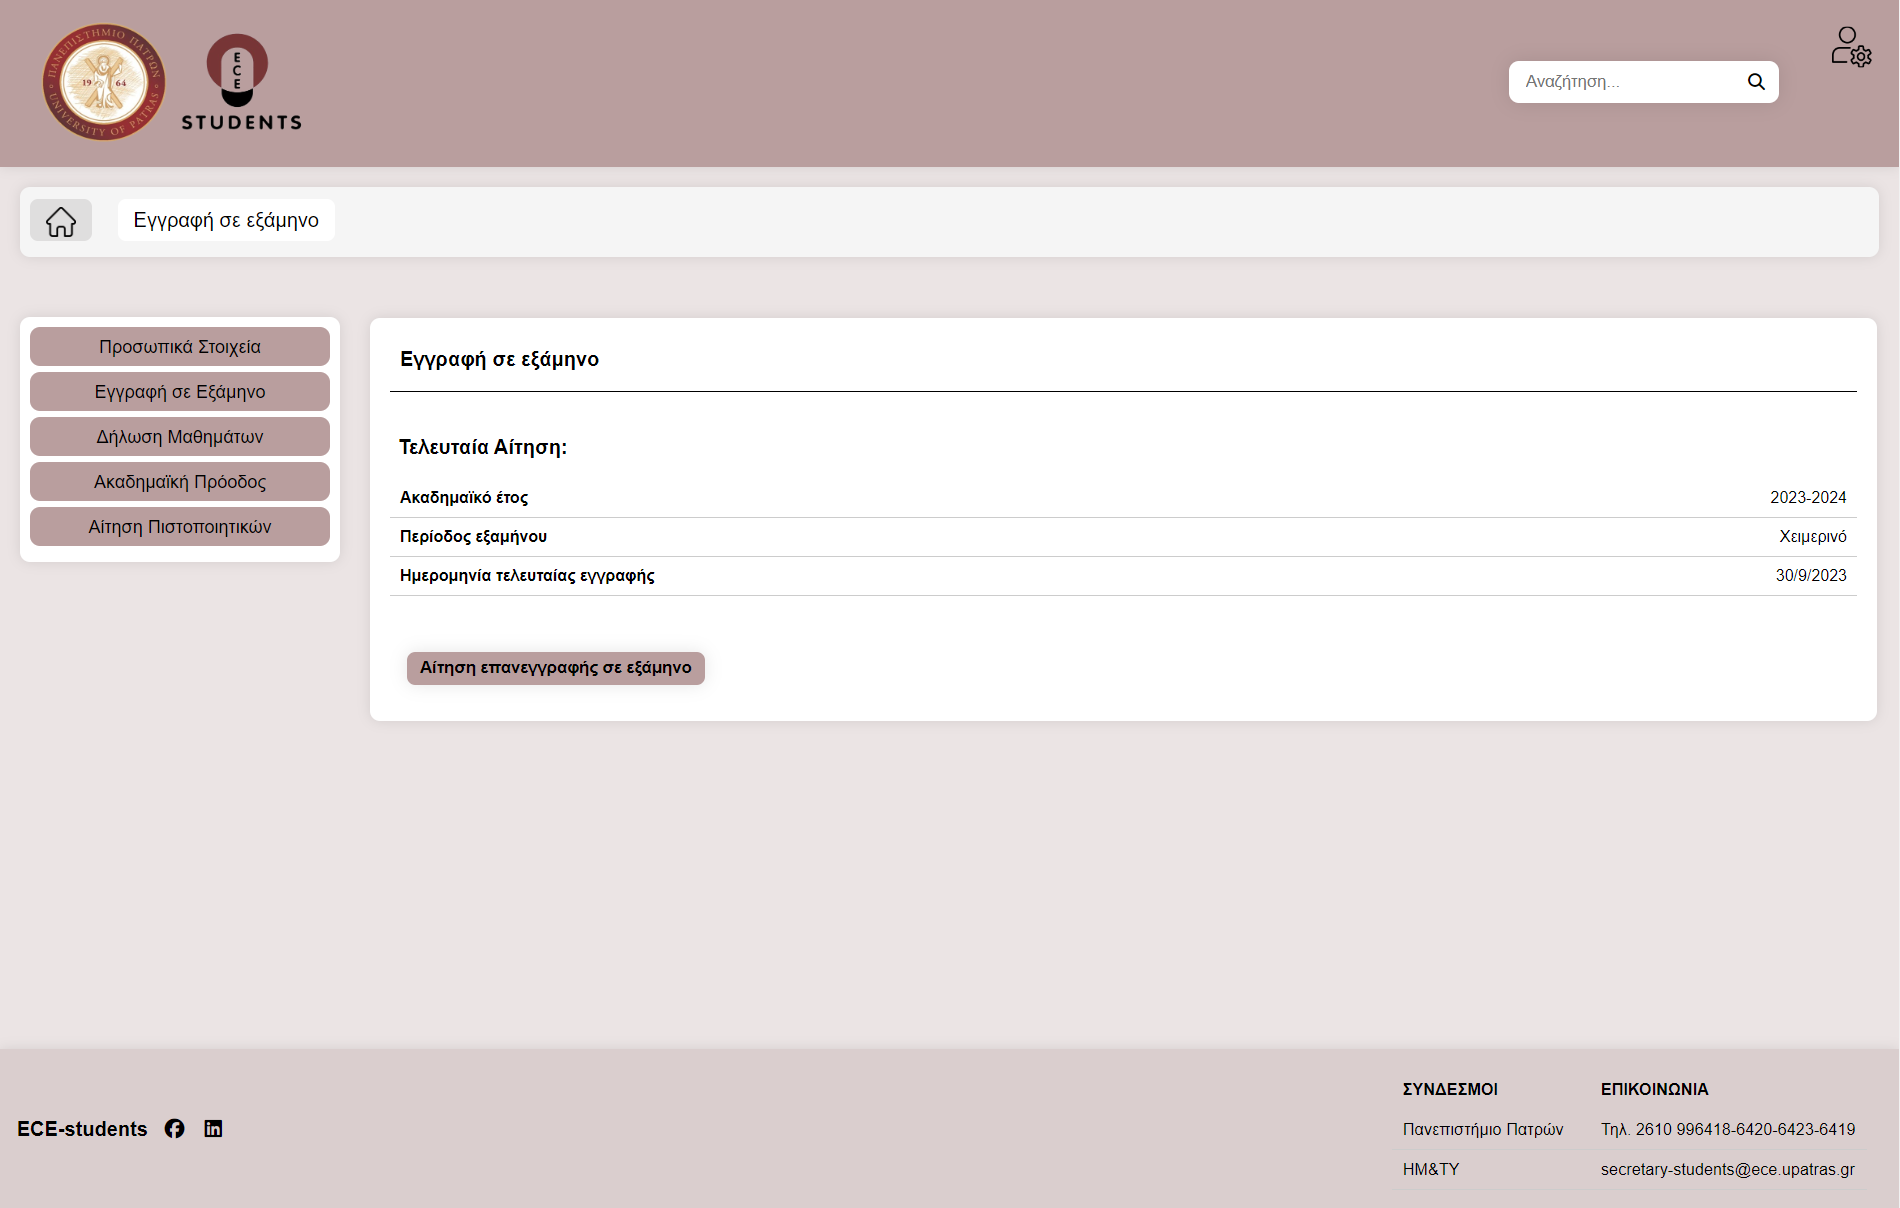 ΠΑΝΕΠΙΣΤΗΜΙΟ ΠΑΤΡΩΝ
19 64
UNIVERSITY OF PATRAS
ECE
STUDENTS
Αναζήτηση...
Εγγραφή σε εξάμηνο
Προσωπικά Στοιχεία
Εγγραφή σε Εξάμηνο
Δήλωση Μαθημάτων
Ακαδημαϊκή Πρόοδος
Αίτηση Πιστοποιητικών
Εγγραφή σε εξάμηνο
Τελευταία Αίτηση:
Ακαδημαϊκό έτος 2023-2024
Περίοδος εξαμήνου Χειμερινό
Ημερομηνία τελευταίας εγγραφής 30/9/2023
Αίτηση επανεγγραφής σε εξάμηνο
ECE-students
ΣΥΝΔΕΣΜΟΙ
Πανεπιστήμιο Πατρών
ΗΜ&ΤΥ
ΕΠΙΚΟΙΝΩΝΙΑ
Τηλ. 2610 996418-6420-6423-6419
secretary-students@ece.upatras.gr